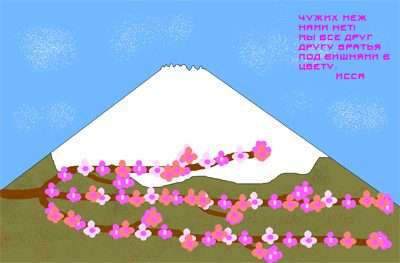 ЧУЖИХ МЕЖ
НАМИ НЕТ!
МЫ ВСЕ ДРУГ
ДРУГУ БРАТЬЯ
ПОД ВИШНЯМИ В
ЦВЕТУ.
ИССА